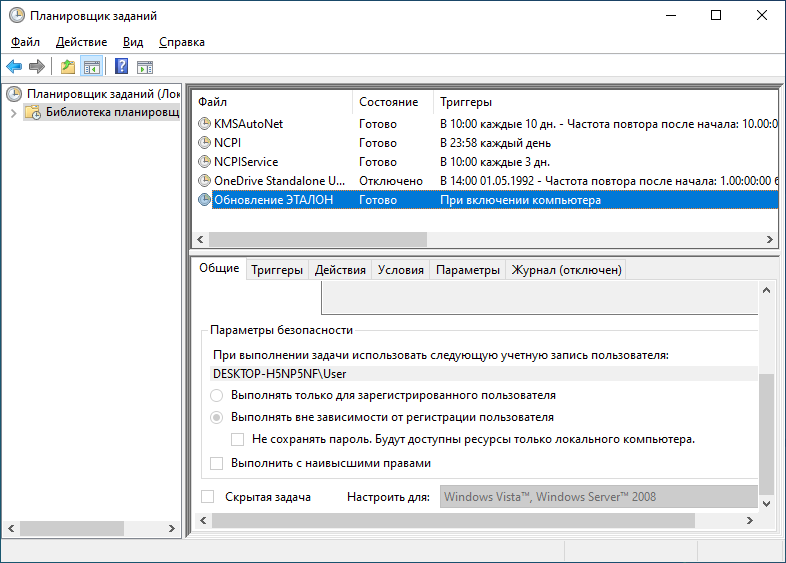 Планировщик заданий
Файл Действие Вид Справка
Планировщик заданий (Лок
Библиотека планировщ
Файл Состояние Триггеры
KMSAutoNet Готово В 10:00 каждые 10 дн. - Частота повтора после начала: 10.00:0
NCPI Готово В 23:58 каждый день
NCPIService Готово В 10:00 каждые 3 дн.
OneDrive Standalone U... Отключено В 14:00 01.05.1992 - Частота повтора после начала: 1.00:00:00 б
Обновление ЭТАЛОН Готово При включении компьютера
Общие Триггеры Действия Условия Параметры Журнал (отключен)
Параметры безопасности
При выполнении задачи использовать следующую учетную запись пользователя:
DESKTOP-H5NP5NF\User
Выполнять только для зарегистрированного пользователя
Выполнять вне зависимости от регистрации пользователя
Не сохранять пароль. Будут доступны ресурсы только локального компьютера.
Выполнить с наивысшими правами
Скрытая задача Настроить для: Windows Vista™, Windows Server™ 2008